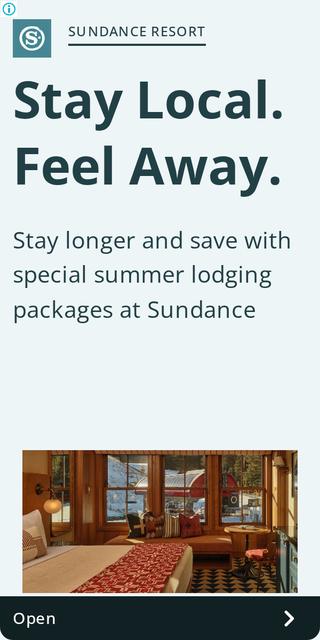 SUNDANCE RESORT
Stay Local.
Feel Away.
Stay longer and save with
special summer lodging
packages at Sundance
Open